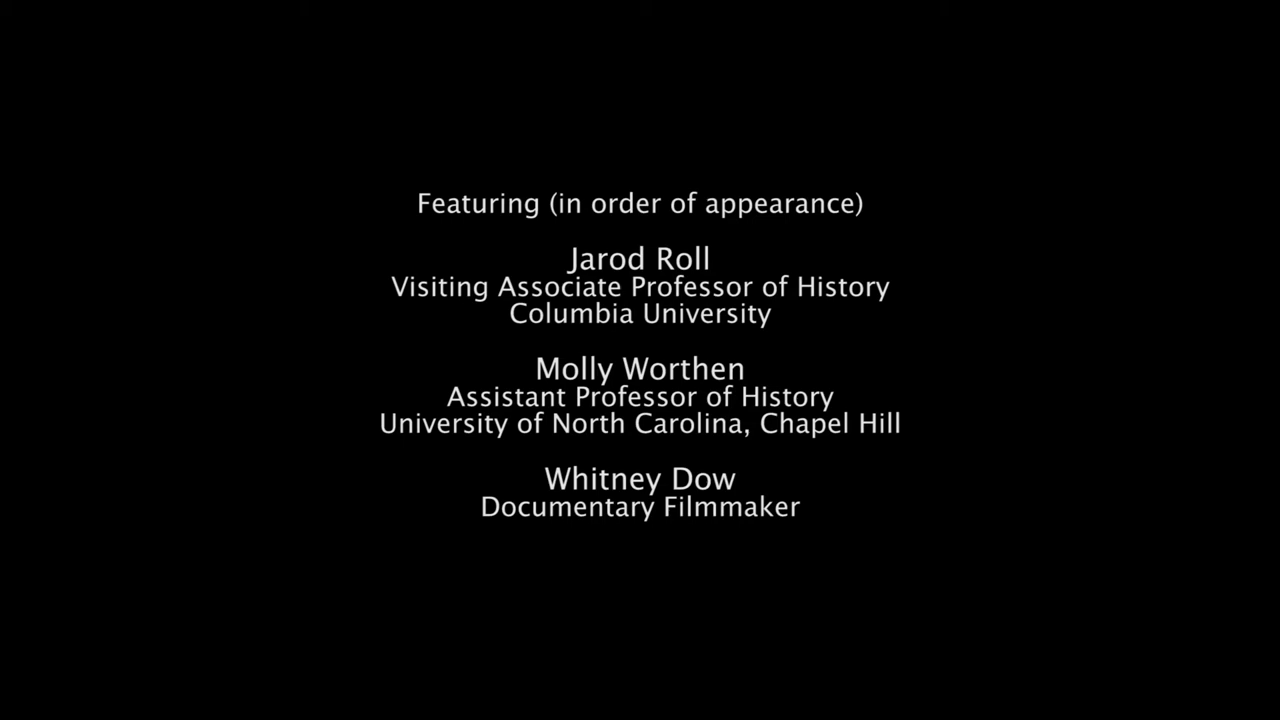 Featuring (in order of appearance)
Jarod Roll
Visiting Associate Professor of History
Columbia University
Molly Worthen
Assistant Professor of History
University of North Carolina, Chapel Hill
Whitney Dow
Documentary Filmmaker